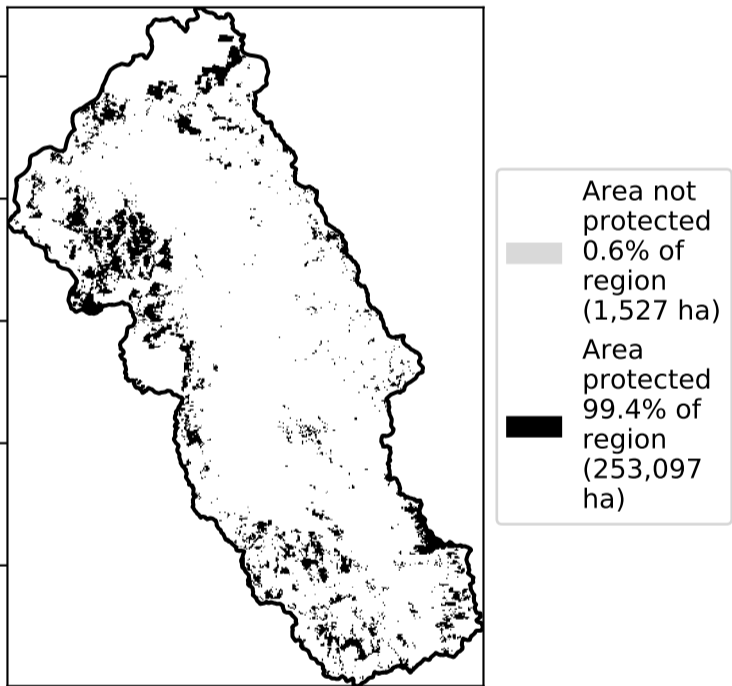 Area not
protected
0.6% of
region
(1,527 ha)
Area
protected
99.4% of
region
(253,097
ha)